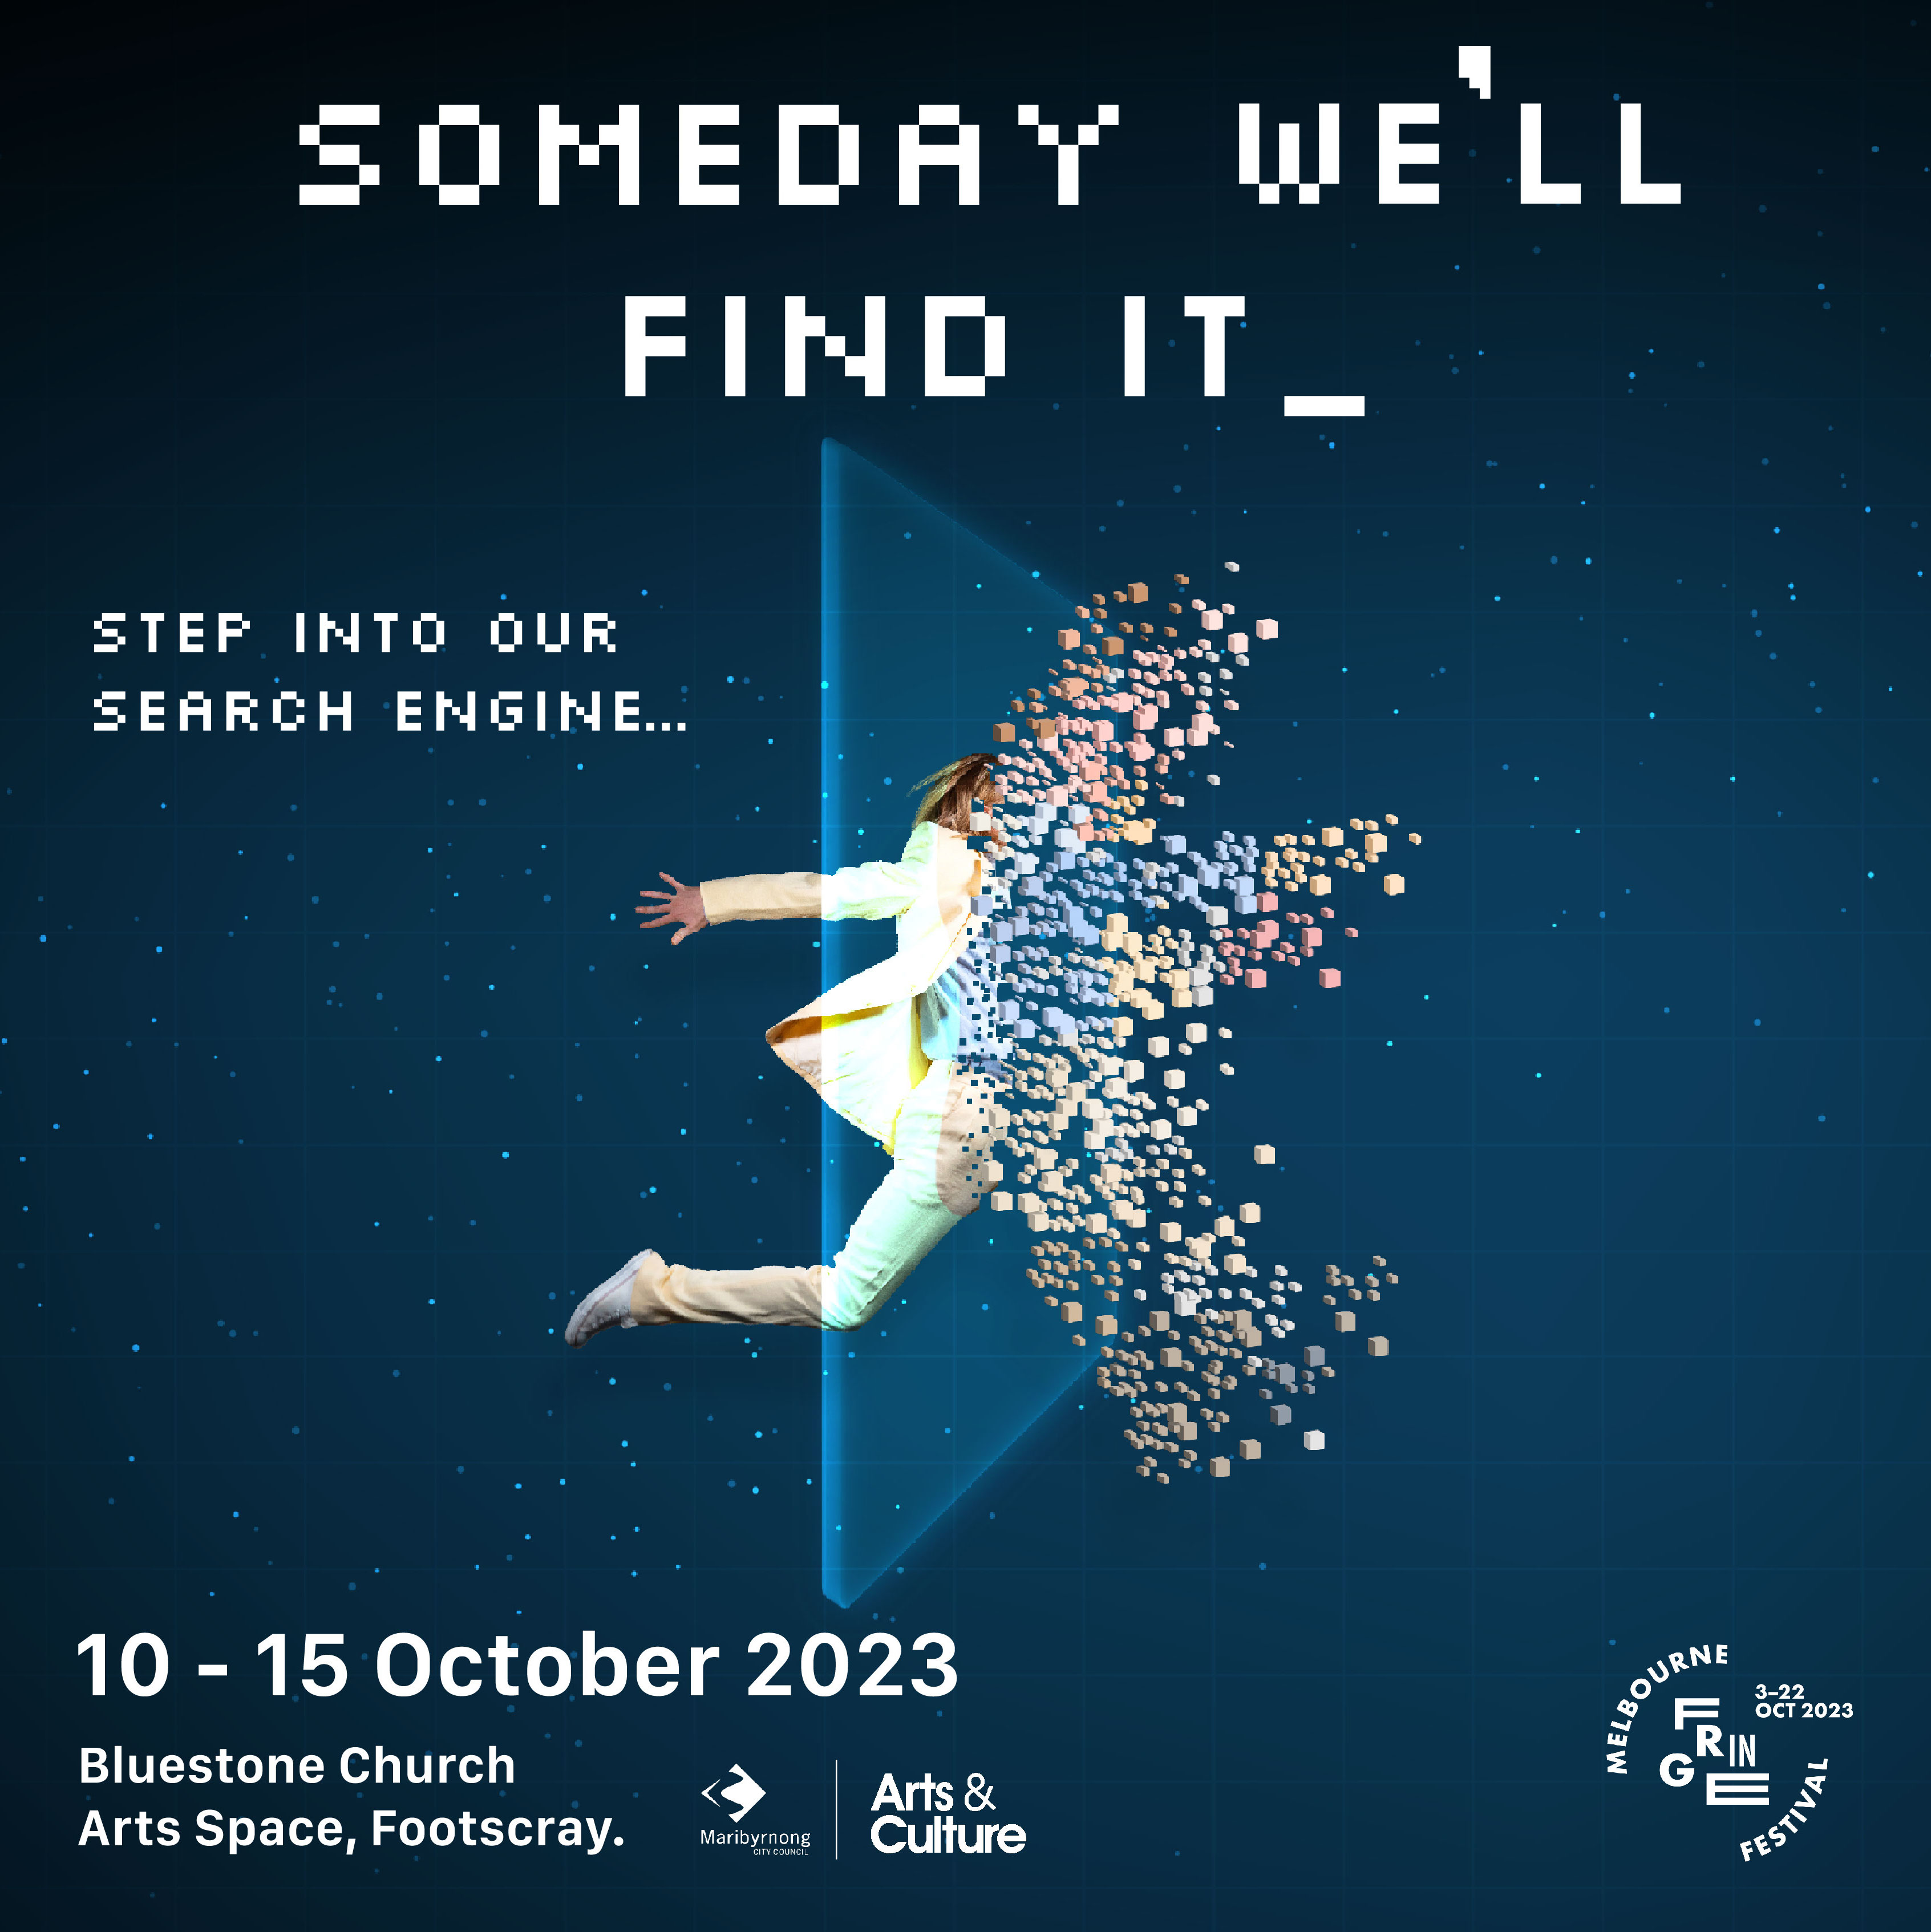 SOMEDAY WE'LL
FIND IT_
STEP INTO OUR
SEARCH ENGINE...
10 - 15 October 2023
Bluestone Church
Arts Space, Footscray.
Maribyrnong
CITY COUNCIL
Arts &
Culture
MELBOURNE
FRINGE
FESTIVAL
3–22
OCT 2023